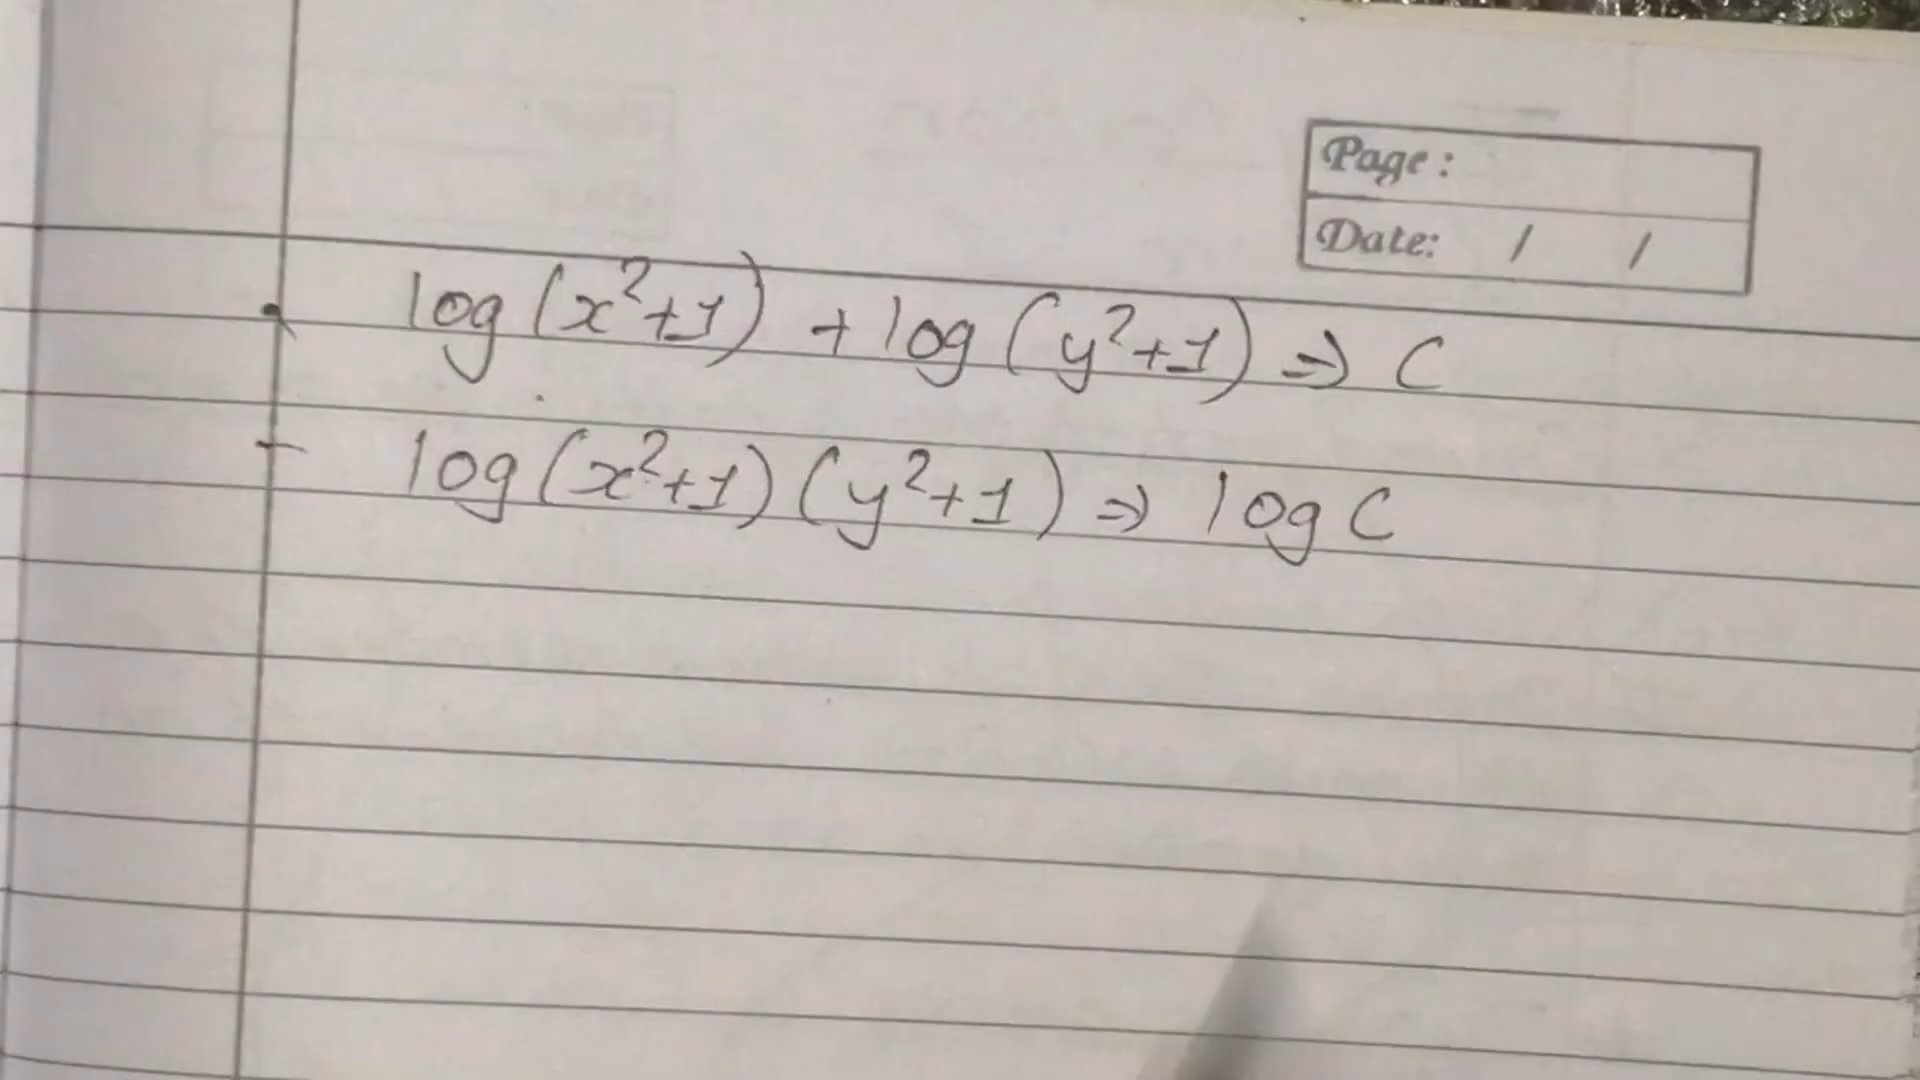 Page :
Date: / /
log (x²+1) + log (y²+1) ⇒ C
log (x²+1) (y²+1) ⇒ log C